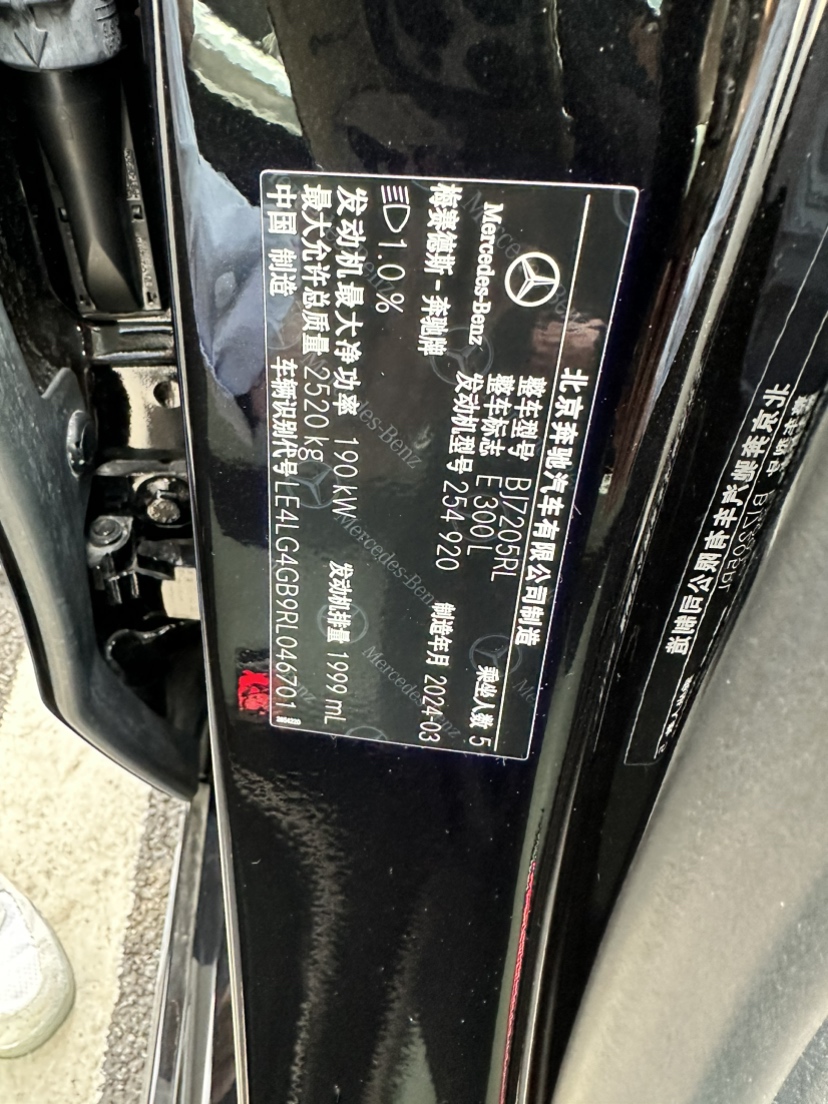 北京奔驰汽车有限公司制造
Mercedes-Benz
整车型号 BJ7205RL
整车标志 E 300 L
乘坐人数 5
梅赛德斯-奔驰牌
发动机型号 254 920
制造年月 2024-03
1.0%
发动机最大净功率 190 kW
发动机排量 1999 mL
最大允许总质量 2520 kg
中国 制造
车辆识别代号 LE4LG4GB9RL046701